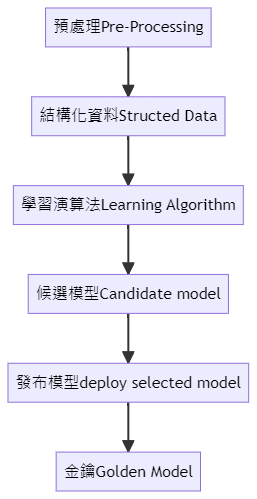 預處理Pre-Processing
結構化資料Structed Data
學習演算法Learning Algorithm
候選模型Candidate model
發布模型deploy selected model
金鑰Golden Model